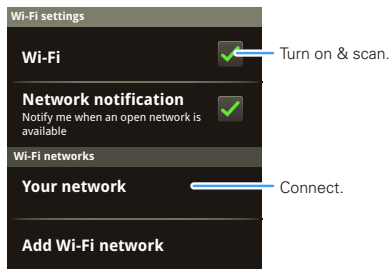 Wi-Fi settings
Wi-Fi
Turn on & scan.
Network notification
Notify me when an open network is
available
Wi-Fi networks
Your network
Connect.
Add Wi-Fi network